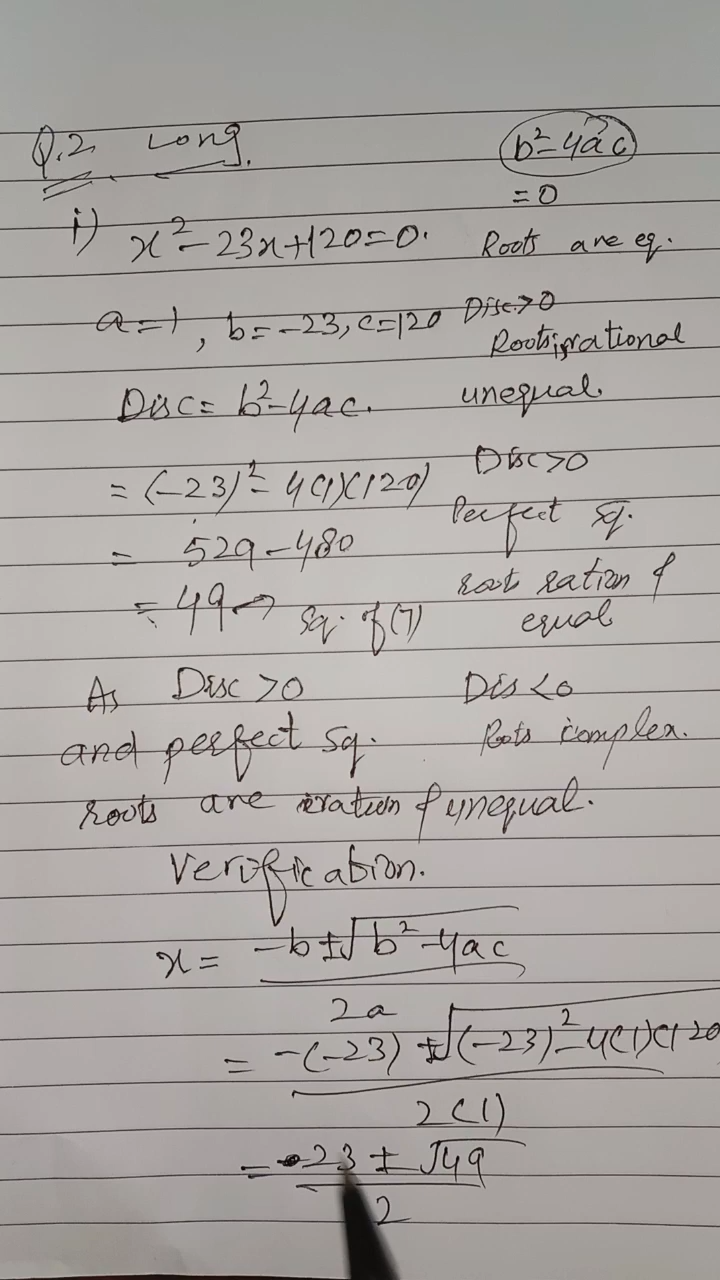 Q.2 Long.
b²-4ac
= 0
i) x²-23x+120=0.
Roots are eq.
a=1, b=-23, c=120
Disc>0
Roots irrational
unequal.
Disc= b²-4ac.
= (-23)²-4(1)(120)
Disc>0
Perfect sq.
= 529-480
root ration &
equal
= 49→ Sq. of (7)
As Disc >0
Dis <0
and perfect sq.
Roots complex.
roots are ration & unequal.
Verification.
x= -b±√b²-4ac
2a
= -(-23) ±√(-23)²-4(1)(120
2(1)
= 23 ± √49
2